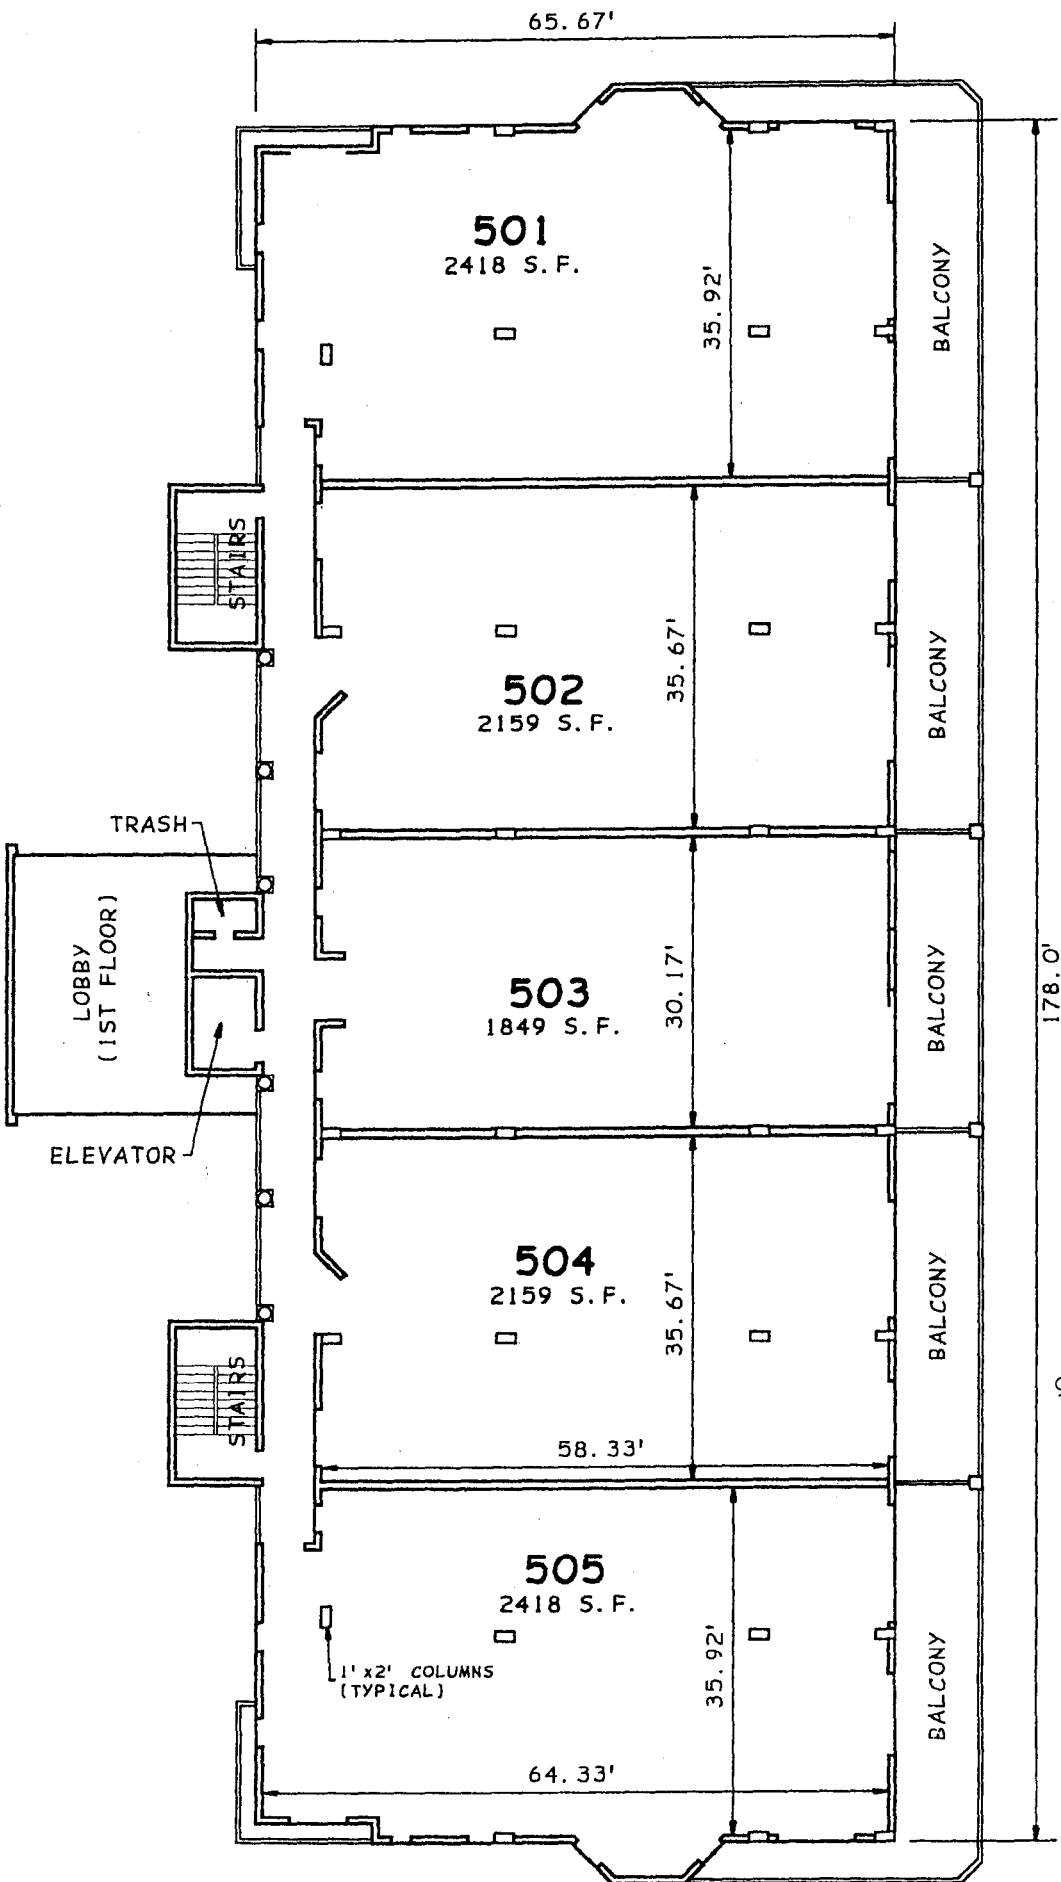 65.67'
501
2418 S.F.
35.92'
BALCONY
STAIRS
502
2159 S.F.
35.67'
BALCONY
TRASH
LOBBY
(1ST FLOOR)
503
1849 S.F.
30.17'
BALCONY
178.0'
ELEVATOR
504
2159 S.F.
35.67'
BALCONY
STAIRS
58.33'
505
2418 S.F.
1'x2' COLUMNS
(TYPICAL)
35.92'
BALCONY
64.33'